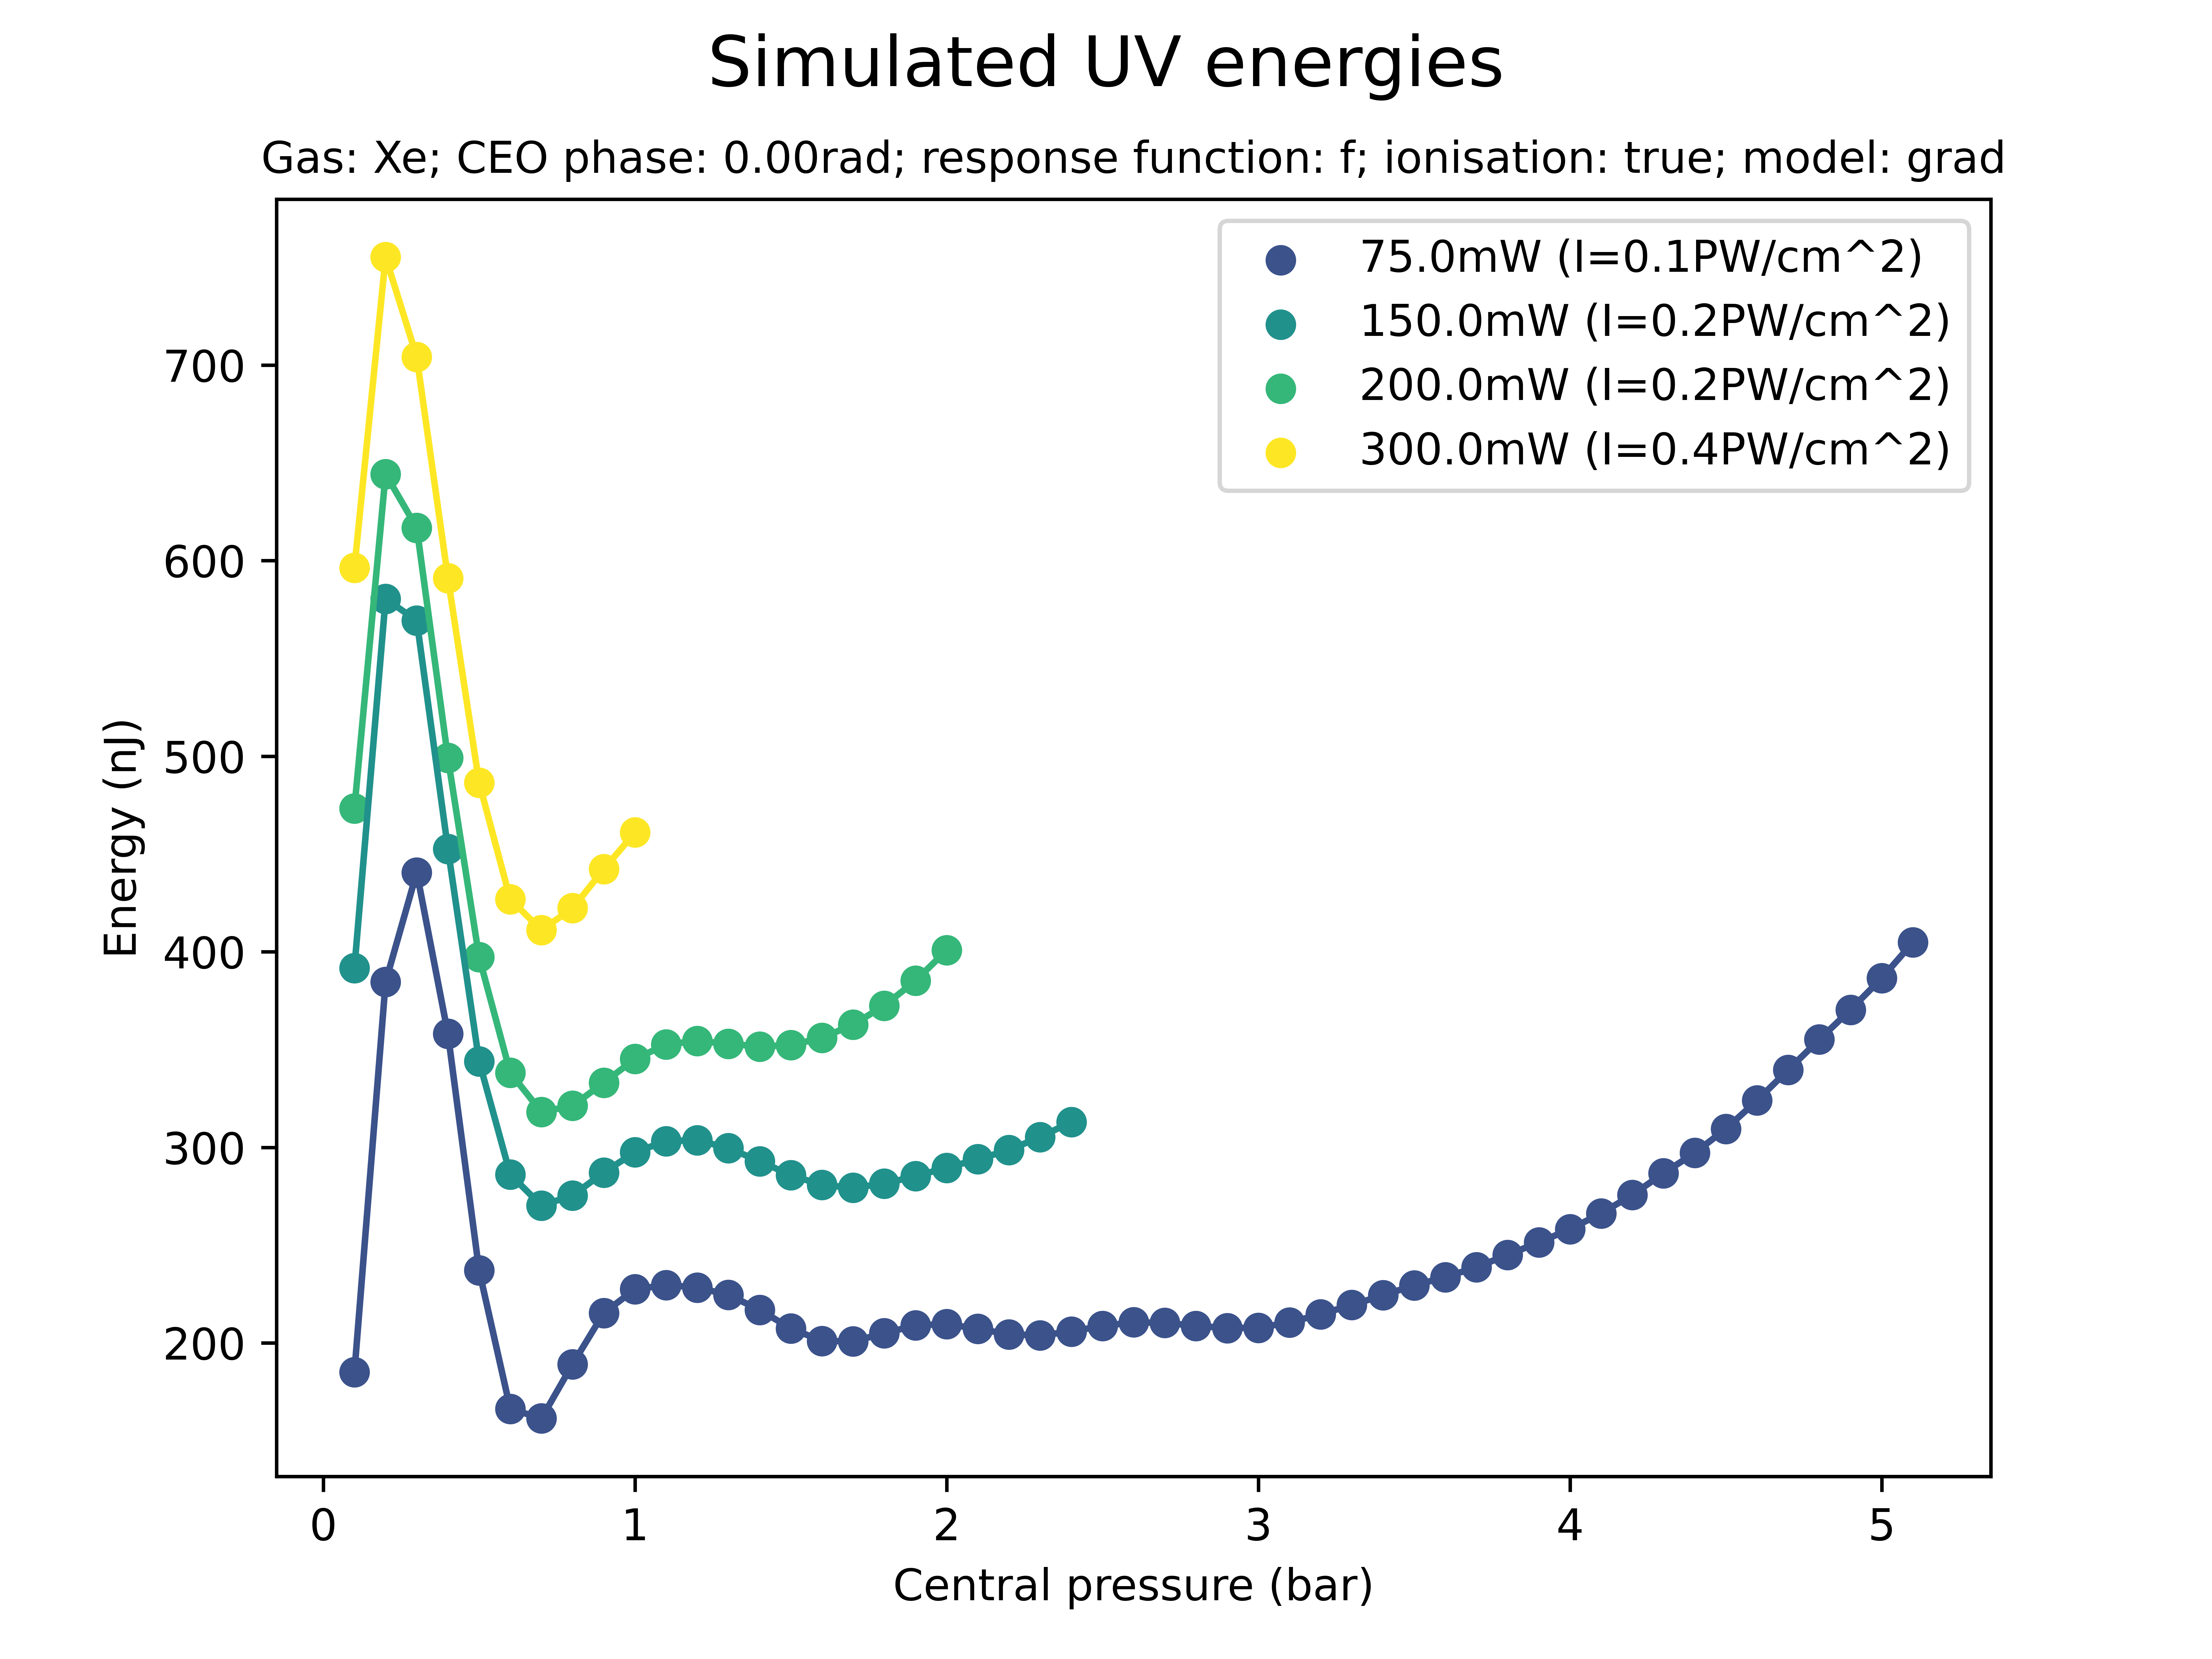 Simulated UV energies
Gas: Xe; CEO phase: 0.00rad; response function: f; ionisation: true; model: grad
75.0mW (I=0.1PW/cm^2)
150.0mW (I=0.2PW/cm^2)
200.0mW (I=0.2PW/cm^2)
300.0mW (I=0.4PW/cm^2)
700
600
500
400
300
200
Energy (nJ)
0 1 2 3 4 5
Central pressure (bar)